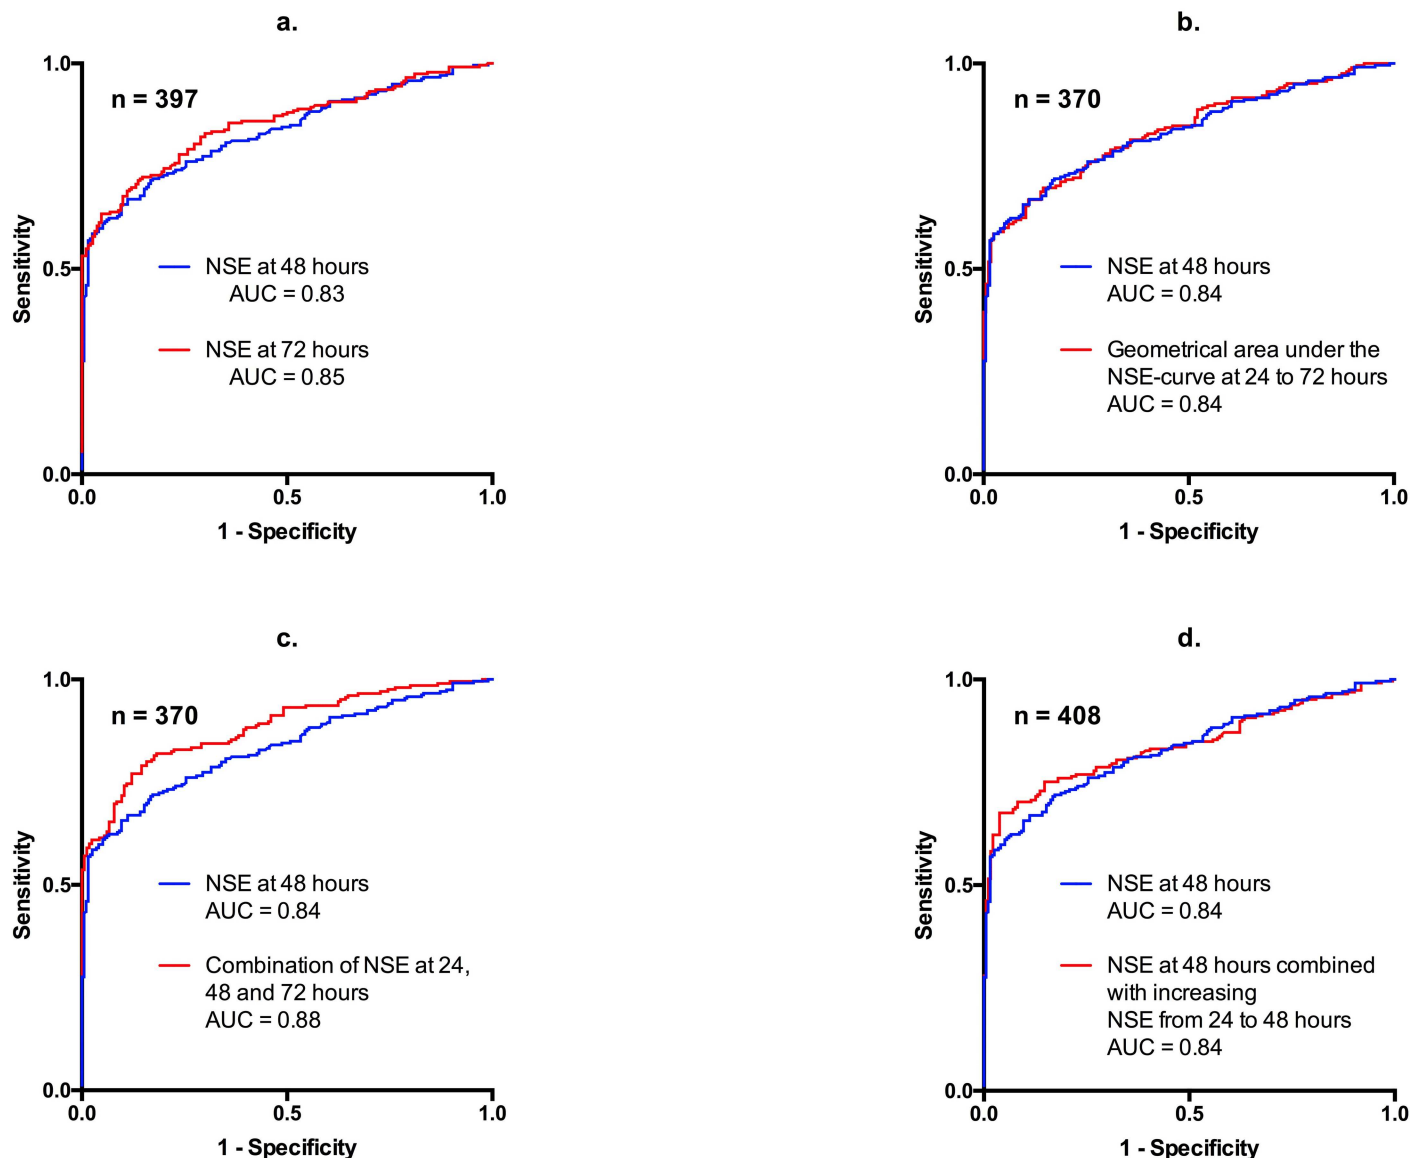 a.
1.0
n = 397
Sensitivity
0.5
NSE at 48 hours
AUC = 0.83
NSE at 72 hours
AUC = 0.85
0.0
0.0 0.5 1.0
1 - Specificity
b.
1.0
n = 370
Sensitivity
0.5
NSE at 48 hours
AUC = 0.84
Geometrical area under the
NSE-curve at 24 to 72 hours
AUC = 0.84
0.0
0.0 0.5 1.0
1 - Specificity
c.
1.0
n = 370
Sensitivity
0.5
NSE at 48 hours
AUC = 0.84
Combination of NSE at 24,
48 and 72 hours
AUC = 0.88
0.0
0.0 0.5 1.0
1 - Specificity
d.
1.0
n = 408
Sensitivity
0.5
NSE at 48 hours
AUC = 0.84
NSE at 48 hours combined
with increasing
NSE from 24 to 48 hours
AUC = 0.84
0.0
0.0 0.5 1.0
1 - Specificity